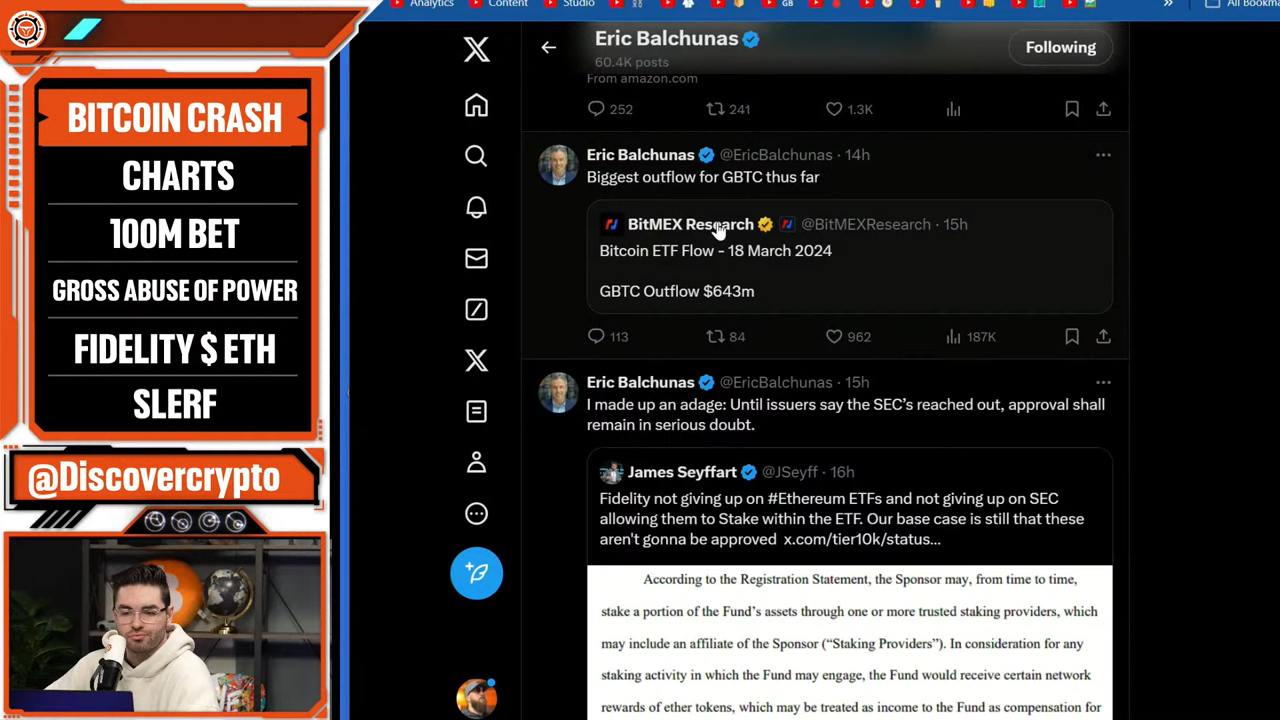 Analytics
Content
Studio
GB
»
All Bookma
BITCOIN CRASH
CHARTS
100M BET
GROSS ABUSE OF POWER
FIDELITY $ ETH
SLERF
@Discovercrypto
Eric Balchunas
60.4K posts
Following
From amazon.com
252 241 1.3K
Eric Balchunas @EricBalchunas · 14h
Biggest outflow for GBTC thus far
BitMEX Research @BitMEXResearch · 15h
Bitcoin ETF Flow - 18 March 2024
GBTC Outflow $643m
113 84 962 187K
Eric Balchunas @EricBalchunas · 15h
I made up an adage: Until issuers say the SEC’s reached out, approval shall
remain in serious doubt.
James Seyffart @JSeyff · 16h
Fidelity not giving up on #Ethereum ETFs and not giving up on SEC
allowing them to Stake within the ETF. Our base case is still that these
aren't gonna be approved x.com/tier10k/status...
According to the Registration Statement, the Sponsor may, from time to time,
stake a portion of the Fund’s assets through one or more trusted staking providers, which
may include an affiliate of the Sponsor (“Staking Providers”). In consideration for any
staking activity in which the Fund may engage, the Fund would receive certain network
rewards of ether tokens, which may be treated as income to the Fund as compensation for